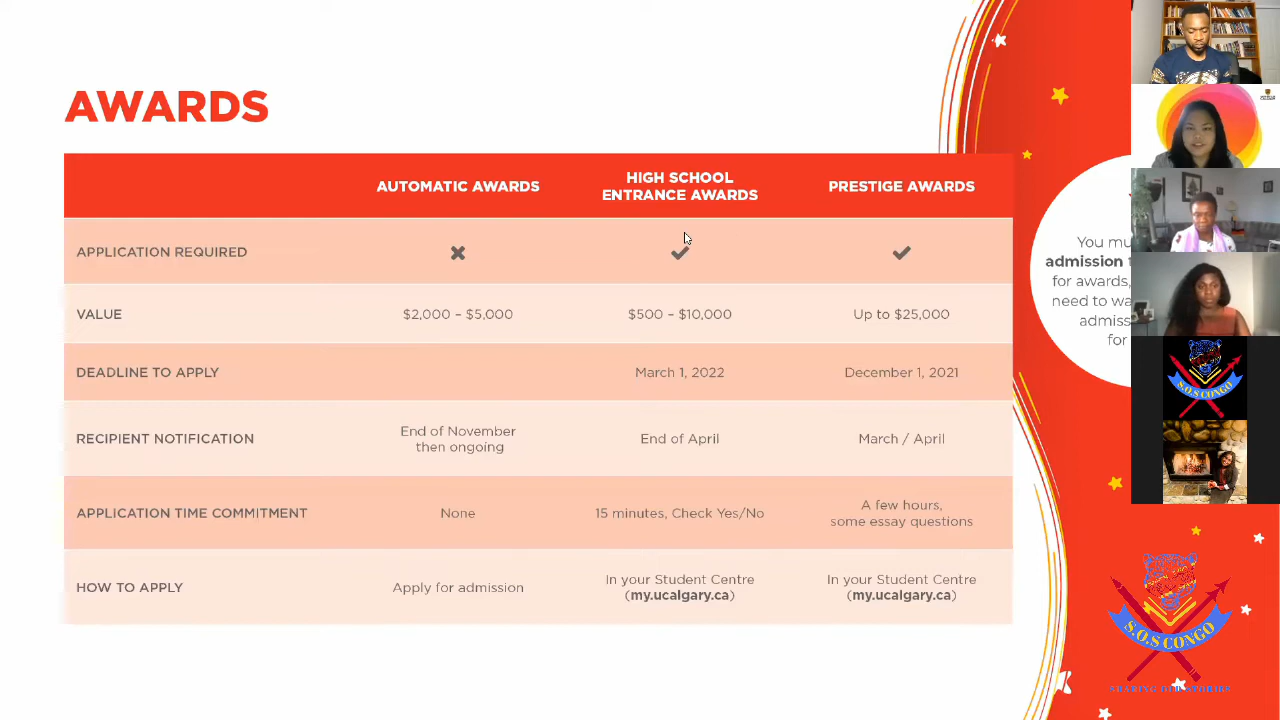 AWARDS
AUTOMATIC AWARDS
HIGH SCHOOL
ENTRANCE AWARDS
PRESTIGE AWARDS
APPLICATION REQUIRED
VALUE
$2,000 – $5,000
$500 – $10,000
Up to $25,000
DEADLINE TO APPLY
March 1, 2022
December 1, 2021
RECIPIENT NOTIFICATION
End of November
then ongoing
End of April
March / April
APPLICATION TIME COMMITMENT
None
15 minutes, Check Yes/No
A few hours,
some essay questions
HOW TO APPLY
Apply for admission
In your Student Centre
(my.ucalgary.ca)
In your Student Centre
(my.ucalgary.ca)
You mu
admission
for awards,
need to wa
admis
for
S.O.S CONGO
S.O.S CONGO
SHARING OUR STORIES